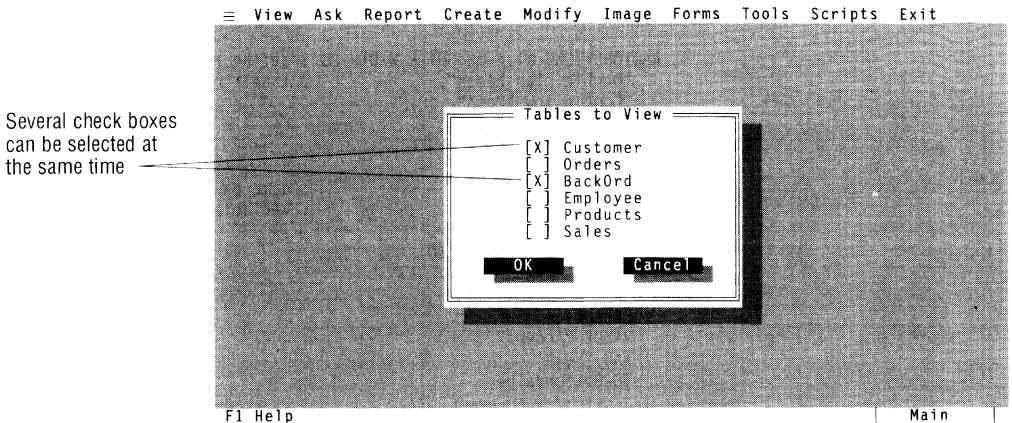 ≡ View Ask Report Create Modify Image Forms Tools Scripts Exit
Several check boxes
can be selected at
the same time
Tables to View
[X] Customer
[ ] Orders
[X] BackOrd
[ ] Employee
[ ] Products
[ ] Sales
OK Cancel
F1 Help Main